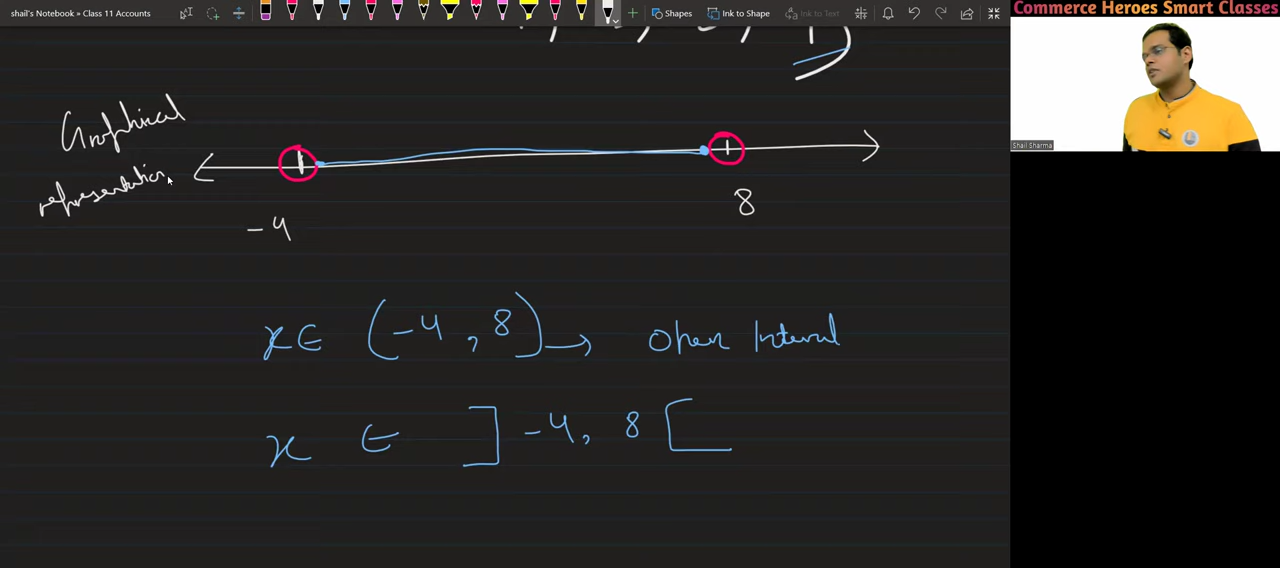 shail's Notebook » Class 11 Accounts
Shapes
Ink to Shape
Ink to Text
Commerce Heroes Smart Classes
Graphical
representation
-4
8
x ∈ (-4, 8) → Open Interval
x ∈ ]-4, 8[
Shail Sharma